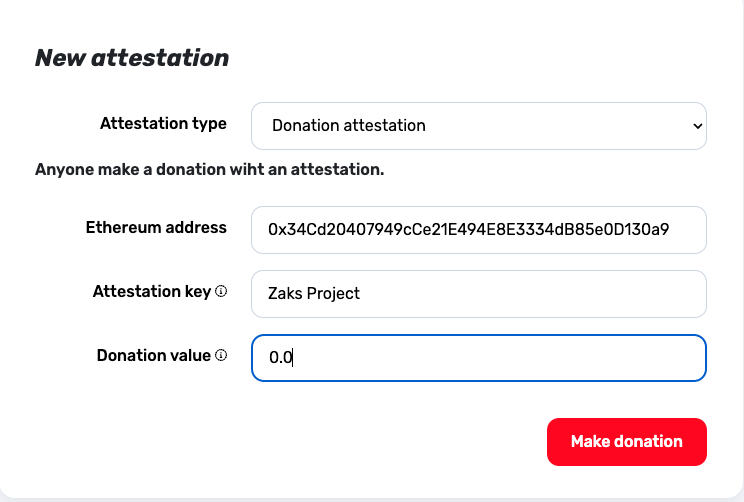 New attestation
Attestation type
Donation attestation
Anyone make a donation wiht an attestation.
Ethereum address
0x34Cd20407949cCe21E494E8E3334dB85e0D130a9
Attestation key
Zaks Project
Donation value
0.0
Make donation